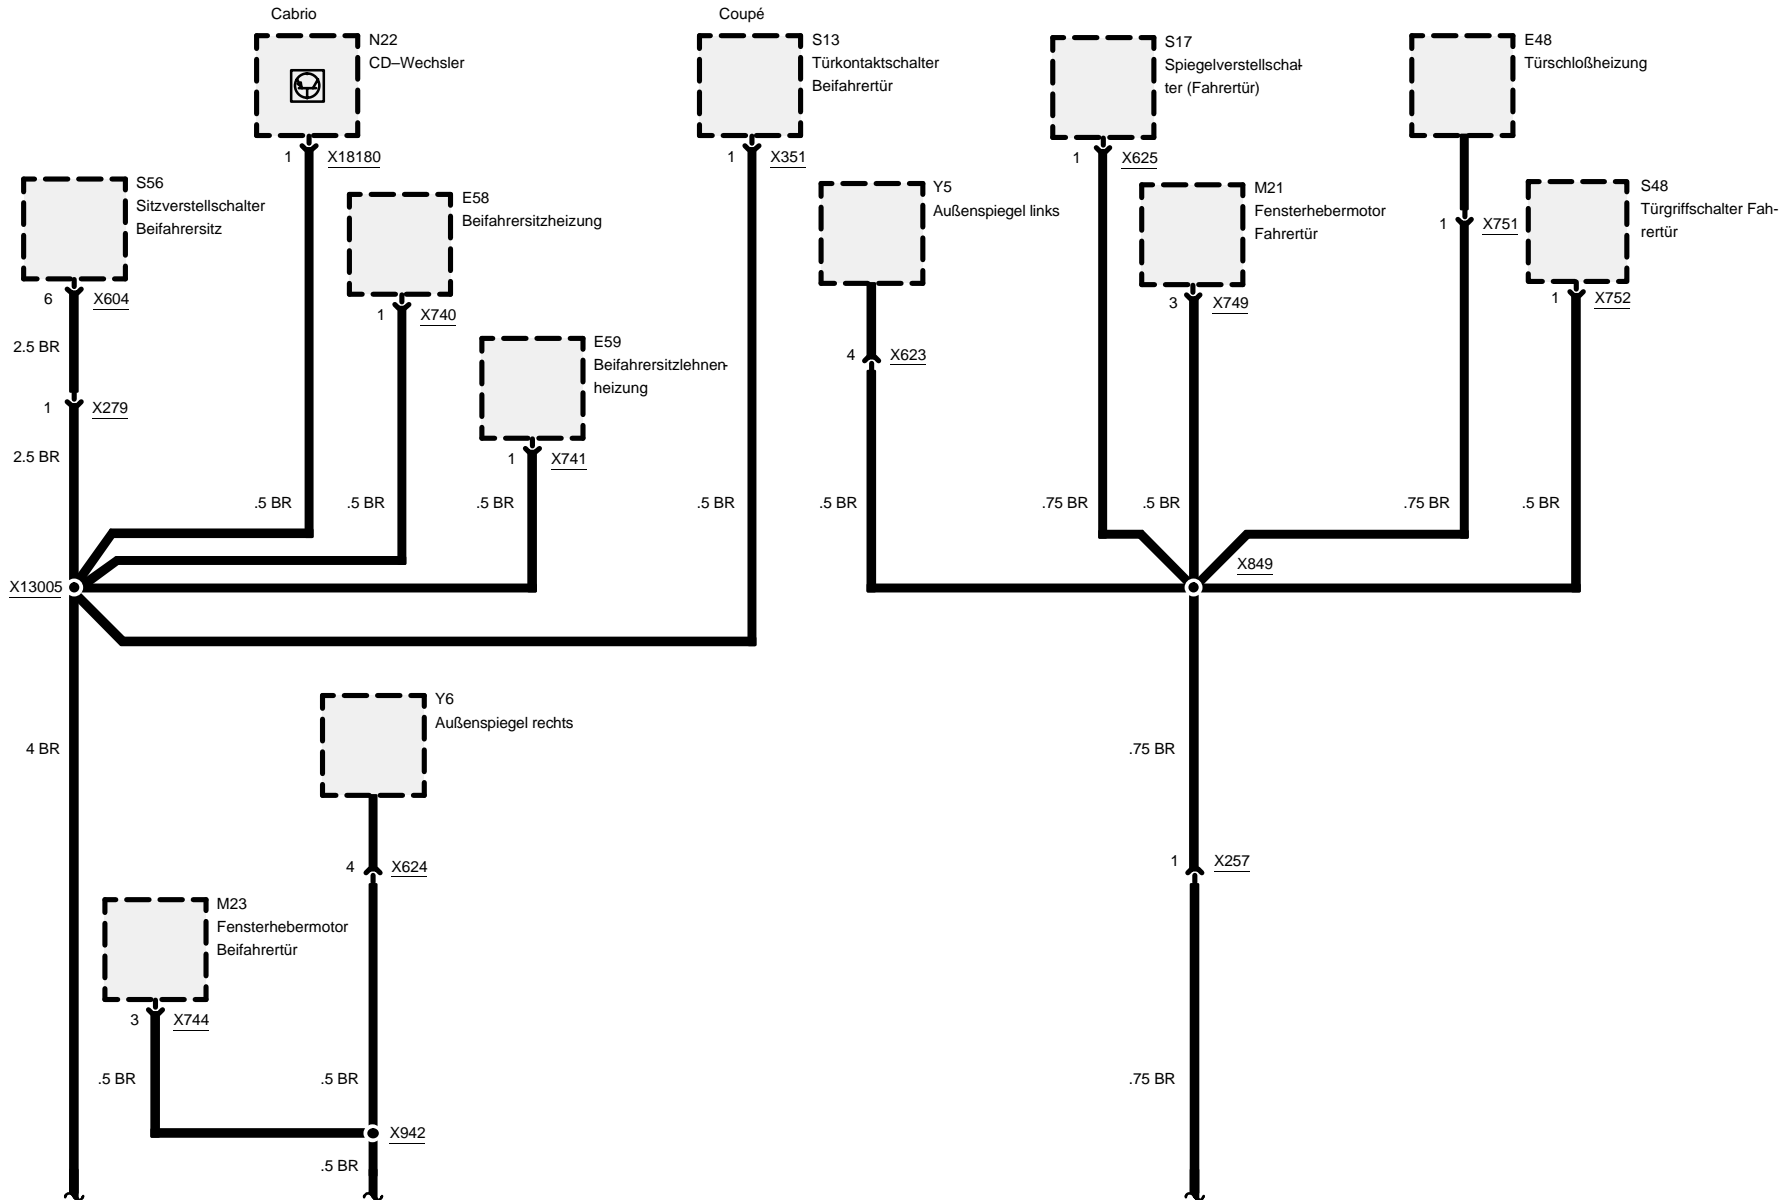 Cabrio
Coupé
N22
CD–Wechsler
S13
Türkontaktschalter
Beifahrertür
S17
Spiegelverstellschal-
ter (Fahrertür)
E48
Türschloßheizung
1 X18180
1 X351
1 X625
S56
Sitzverstellschalter
Beifahrersitz
E58
Beifahrersitzheizung
Y5
Außenspiegel links
M21
Fensterhebermotor
Fahrertür
1 X751
S48
Türgriffschalter Fah-
rertür
6 X604
1 X740
3 X749
1 X752
2.5 BR
E59
Beifahrersitzlehnen-
heizung
4 X623
1 X279
2.5 BR
1 X741
.5 BR
.5 BR
.5 BR
.5 BR
.5 BR
.75 BR
.5 BR
.75 BR
.5 BR
X13005
X849
Y6
Außenspiegel rechts
4 BR
.75 BR
4 X624
1 X257
M23
Fensterhebermotor
Beifahrertür
3 X744
.5 BR
.5 BR
.75 BR
X942
.5 BR